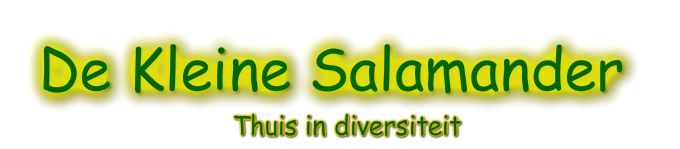 De Kleine Salamander
Thuis in diversiteit